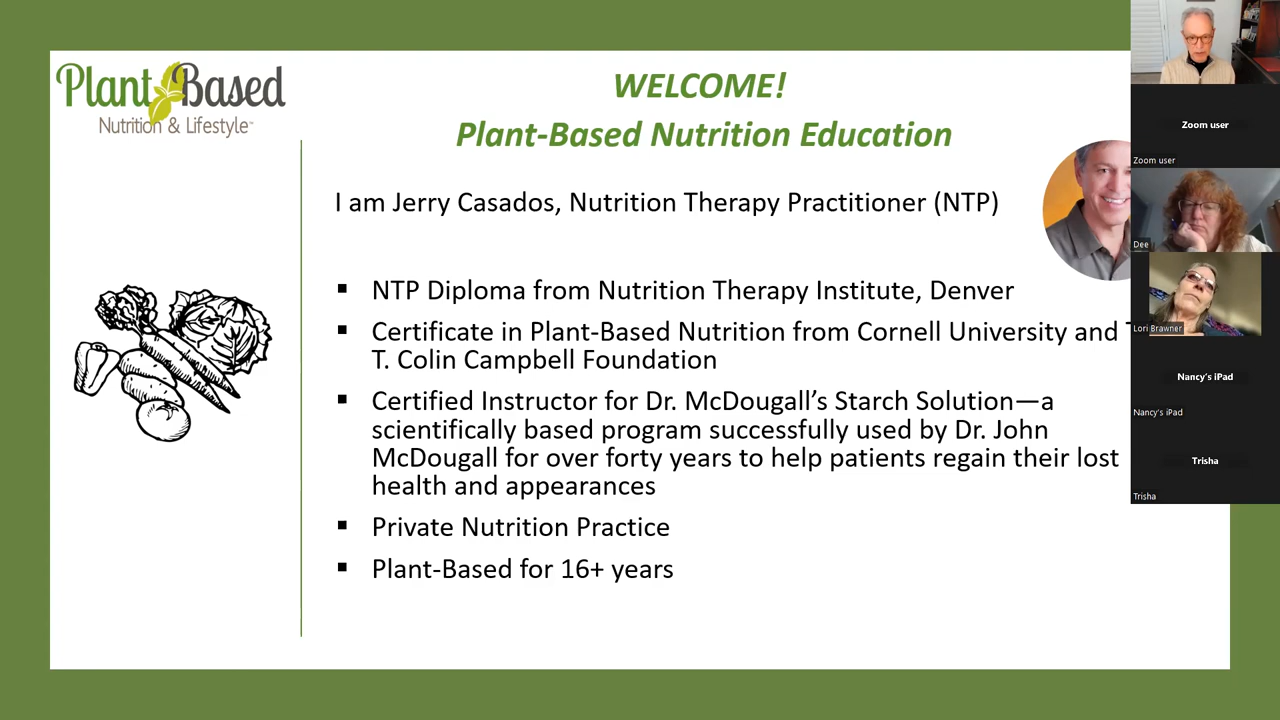 Plant Based
Nutrition & Lifestyle™
WELCOME!
Plant-Based Nutrition Education
I am Jerry Casados, Nutrition Therapy Practitioner (NTP)
▪ NTP Diploma from Nutrition Therapy Institute, Denver
▪ Certificate in Plant-Based Nutrition from Cornell University and
T. Colin Campbell Foundation
▪ Certified Instructor for Dr. McDougall’s Starch Solution—a
scientifically based program successfully used by Dr. John
McDougall for over forty years to help patients regain their lost
health and appearances
▪ Private Nutrition Practice
▪ Plant-Based for 16+ years
Zoom user
Zoom user
Dee
Lori Brawner
Nancy's iPad
Nancy's iPad
Trisha
Trisha